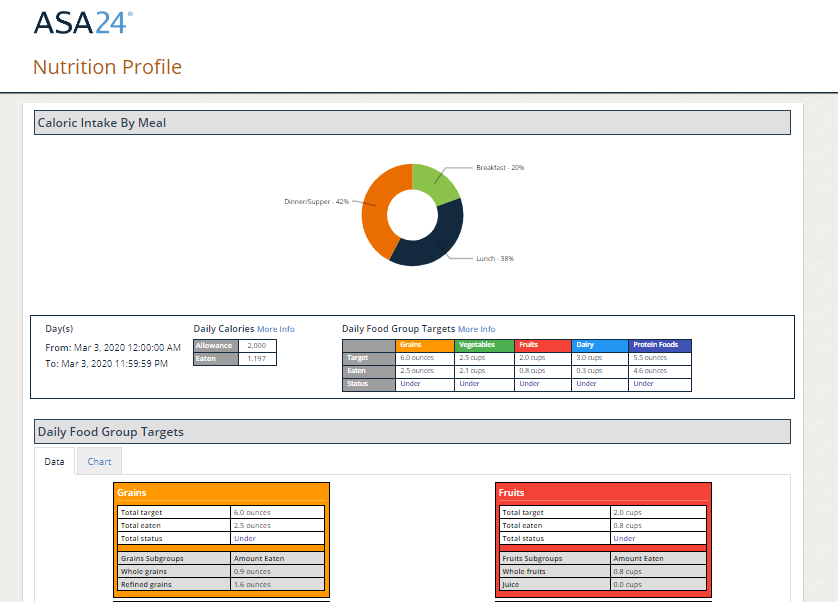 ASA24®
Nutrition Profile
Caloric Intake By Meal
Breakfast - 20%
Dinner/Supper - 42%
Lunch - 38%
Day(s)
From: Mar 3, 2020 12:00:00 AM
To: Mar 3, 2020 11:59:59 PM
Daily Calories More Info
Allowance 2,000
Eaten 1,197
Daily Food Group Targets More Info
Grains Vegetables Fruits Dairy Protein Foods
Target 6.0 ounces 2.5 cups 2.0 cups 3.0 cups 5.5 ounces
Eaten 2.5 ounces 2.1 cups 0.8 cups 0.3 cups 4.6 ounces
Status Under Under Under Under Under
Daily Food Group Targets
Data Chart
Grains
Total target 6.0 ounces
Total eaten 2.5 ounces
Total status Under
Grains Subgroups Amount Eaten
Whole grains 0.9 ounces
Refined grains 1.6 ounces
Fruits
Total target 2.0 cups
Total eaten 0.8 cups
Total status Under
Fruits Subgroups Amount Eaten
Whole fruits 0.8 cups
Juice 0.0 cups